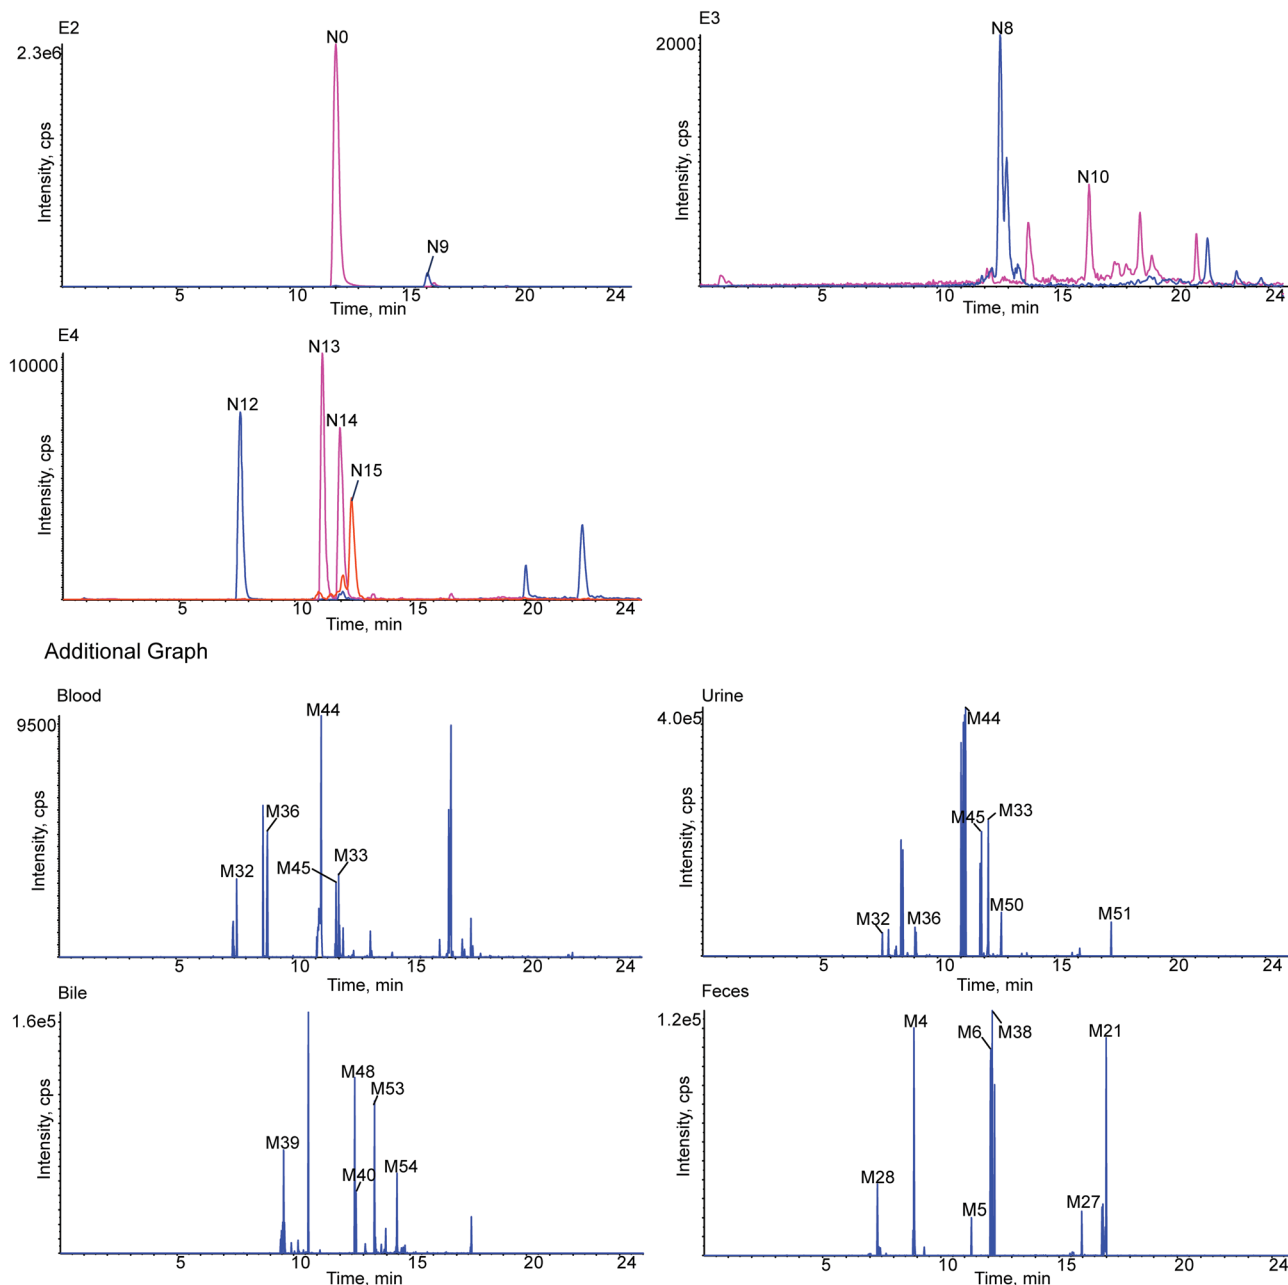 E2
2.3e6
Intensity, cps
N0
N9
5 10 15 20 24
Time, min
E3
2000
Intensity, cps
N8
N10
5 10 15 20 24
Time, min
E4
10000
Intensity, cps
N12
N13
N14
N15
5 10 15 20 24
Time, min
Additional Graph
Blood
9500
Intensity, cps
M44
M36
M32
M45
M33
5 10 15 20 24
Time, min
Urine
4.0e5
Intensity, cps
M44
M45
M33
M32
M36
M50
M51
5 10 15 20 24
Time, min
Bile
1.6e5
Intensity, cps
M48
M53
M39
M40
M54
5 10 15 20 24
Time, min
Feces
1.2e5
Intensity, cps
M4
M6
M38
M21
M28
M5
M27
5 10 15 20 24
Time, min